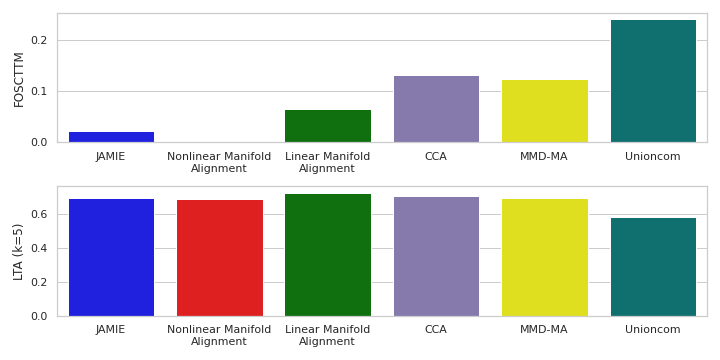 FOSCTTM
0.2
0.1
0.0
JAMIE
Nonlinear Manifold
Alignment
Linear Manifold
Alignment
CCA
MMD-MA
Unioncom
LTA (k=5)
0.6
0.4
0.2
0.0
JAMIE
Nonlinear Manifold
Alignment
Linear Manifold
Alignment
CCA
MMD-MA
Unioncom